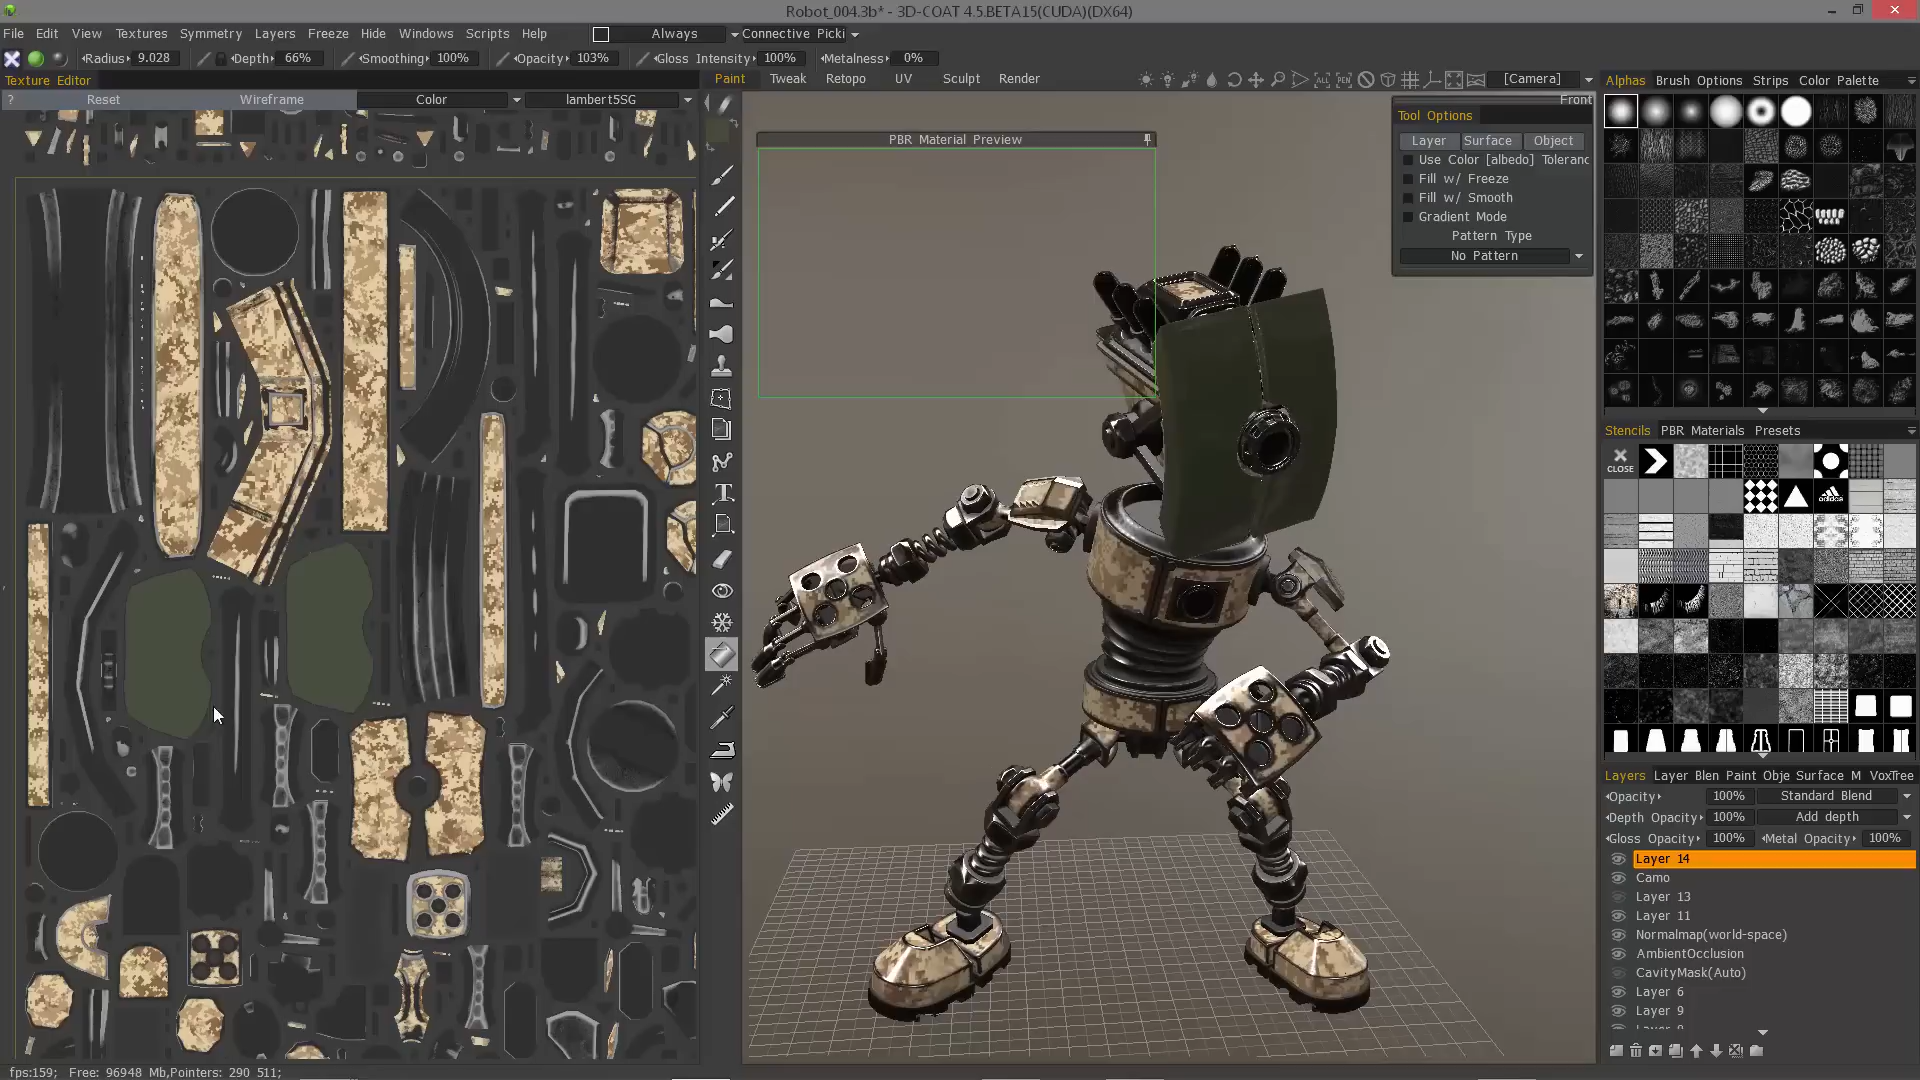 Robot_004.3b* - 3D-COAT 4.5.BETA15(CUDA)(DX64)
File Edit View Textures Symmetry Layers Freeze Hide Windows Scripts Help Always Connective Picki
Radius 9.028 Depth 66% Smoothing 100% Opacity 103% Gloss Intensity 100% Metalness 0%
Texture Editor Paint Tweak Retopo UV Sculpt Render [Camera] Alphas Brush Options Strips Color Palette
? Reset Wireframe Color lambert5SG Front
Tool Options
PBR Material Preview
Layer Surface Object
Use Color [albedo] Toleranc
Fill w/ Freeze
Fill w/ Smooth
Gradient Mode
Pattern Type
No Pattern
Stencils PBR Materials Presets
CLOSE
adidas
Layers Layer Blen Paint Obje Surface M VoxTree
Opacity 100% Standard Blend
Depth Opacity 100% Add depth
Gloss Opacity 100% Metal Opacity 100%
Layer 14
Camo
Layer 13
Layer 11
Normalmap(world-space)
AmbientOcclusion
CavityMask(Auto)
Layer 6
Layer 9
fps:159; Free: 96948 Mb,Pointers: 290 511;